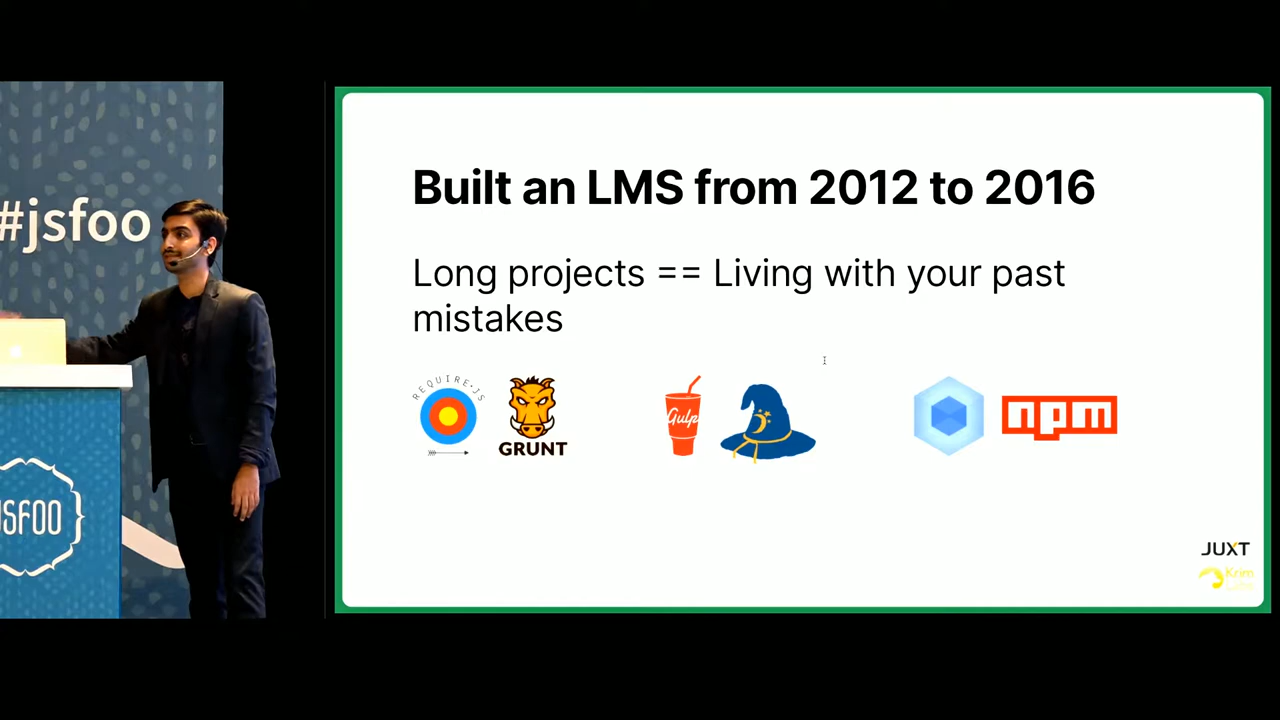 #jsfoo
JSFOO
Built an LMS from 2012 to 2016
Long projects == Living with your past
mistakes
REQUIRE·JS
GRUNT
Gulp
npm
JUXT
Krim